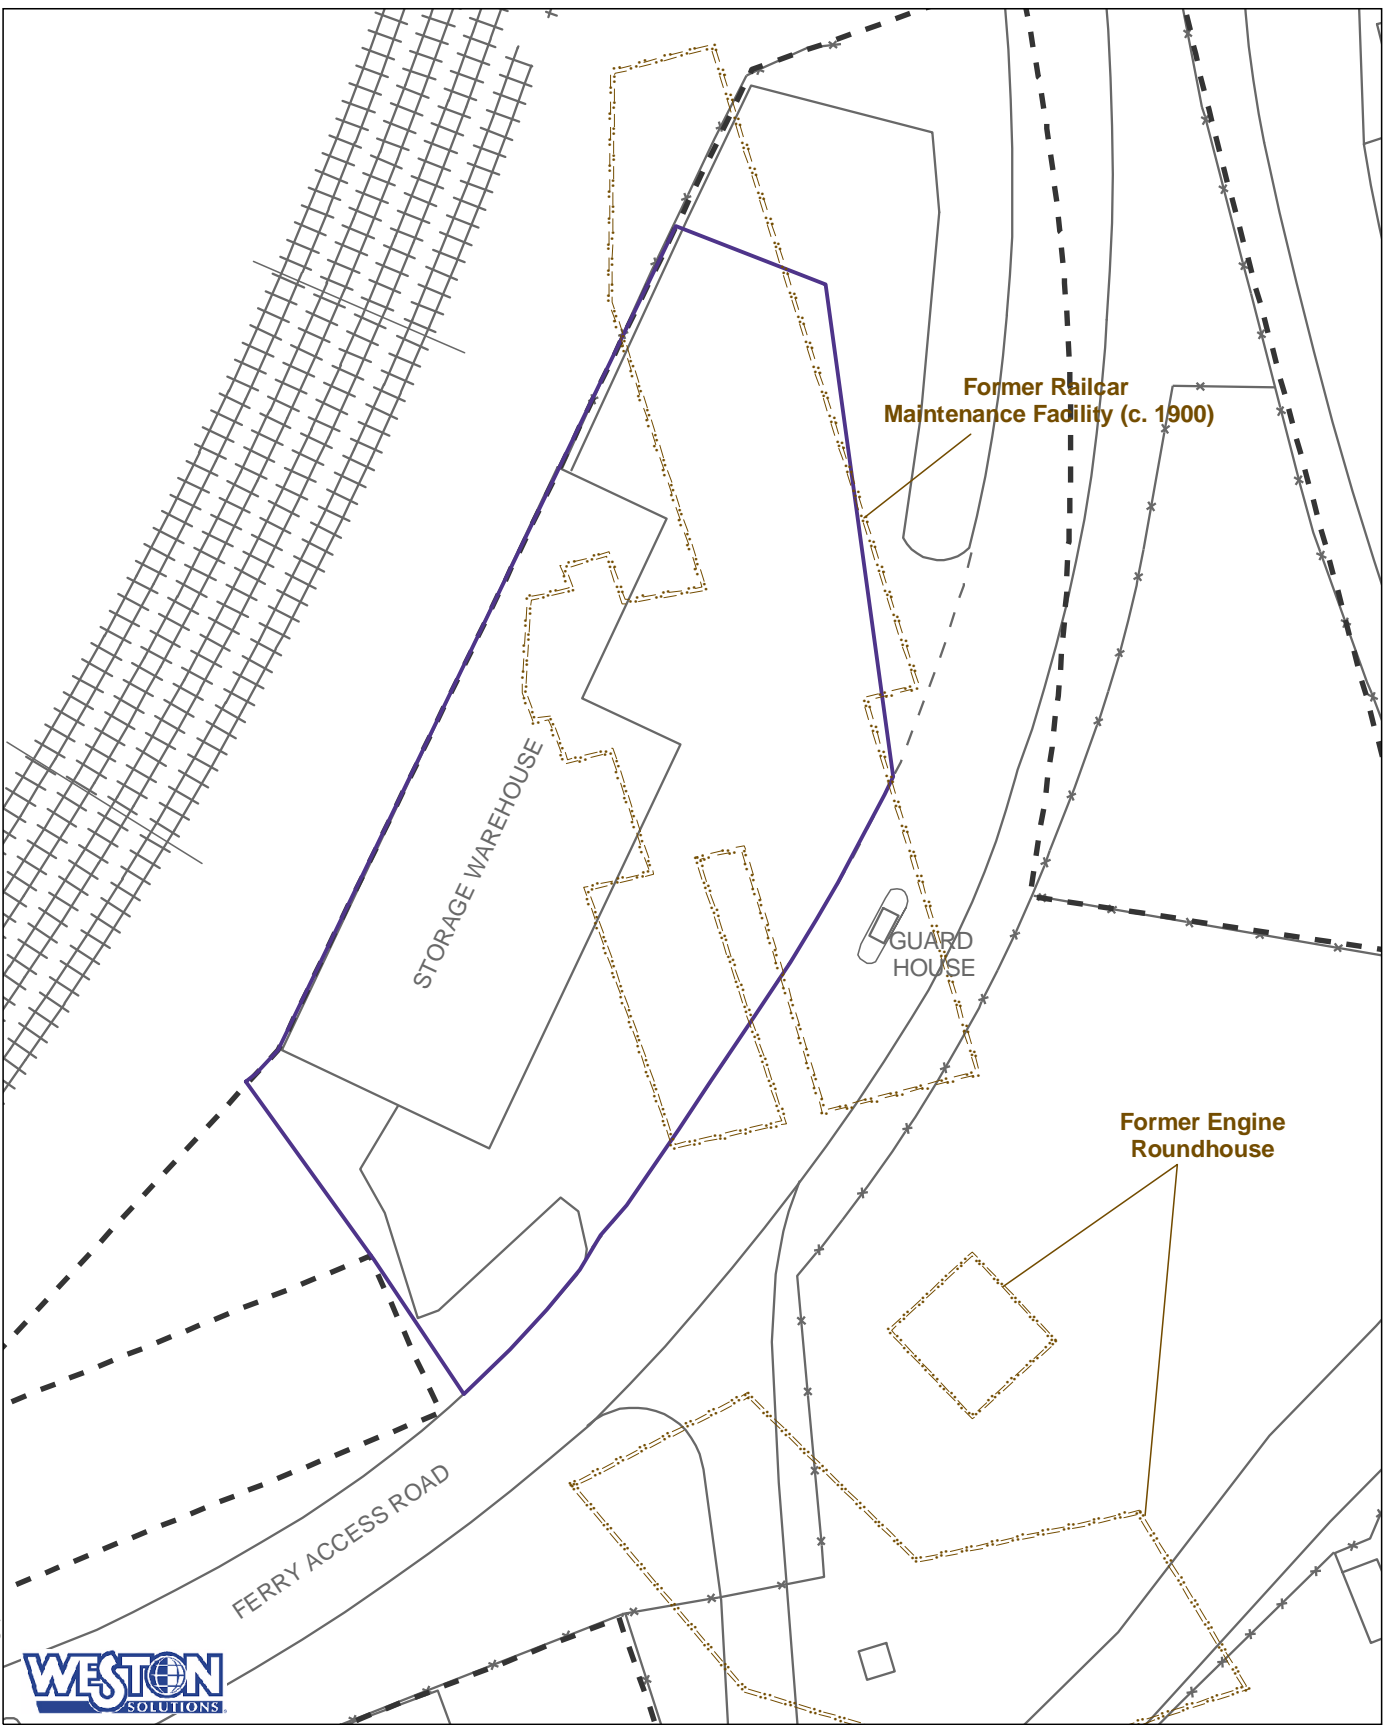 Former Railcar
Maintenance Facility (c. 1900)
STORAGE WAREHOUSE
GUARD
HOUSE
Former Engine
Roundhouse
FERRY ACCESS ROAD
WESTON
SOLUTIONS